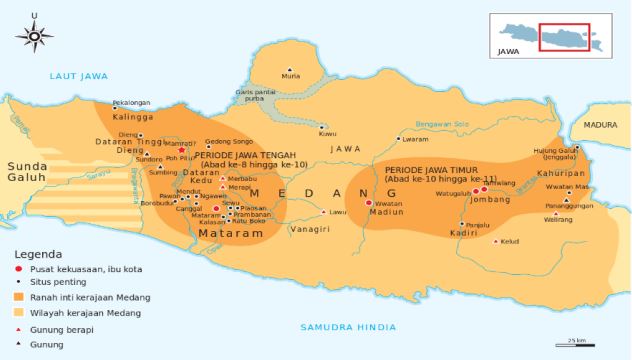 U
JAWA
LAUT JAWA
Muria
Garis pantai
purba
Pekalongan
Kalingga
Kuwu
Bengawan Solo
MADURA
Dieng
Dataran Tinggi
Dieng
Mamrati?
Poh Pitu
Gedong Songo
Lwaram
JAWA
Hujung Galuh
(Jenggala)
Sundoro
Sumbing
PERIODE JAWA TENGAH
(Abad ke-8 hingga ke-10)
PERIODE JAWA TIMUR
(Abad ke-10 hingga ke-11)
Sunda
Galuh
Serayu
Bogowonto
Dataran
Kedu
Merbabu
Merapi
Kahuripan
Tamwlang
Watugaluh
Jombang
Brantas
Wwatan Mas
Pananggungan
Welirang
MEDANG
Mendut
Pawon
Borobudur
Ngawen
Canggal
Sewu
Plaosan
Mataram
Prambanan
Kalasan
Ratu Boko
Mataram
Opak
Lawu
Vanagiri
Wwatan
Madiun
Panjalu
Kadiri
Kelud
Legenda
Pusat kekuasaan, ibu kota
Situs penting
Ranah inti kerajaan Medang
Wilayah kerajaan Medang
Gunung berapi
Gunung
SAMUDRA HINDIA
25 km